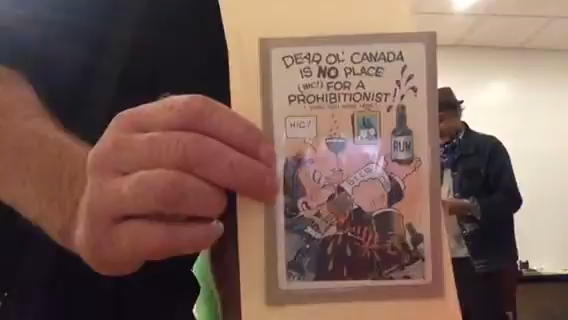 DEAR OL' CANADA
IS NO PLACE
(HIC!) FOR A
PROHIBITIONIST!
HIC!
RUM